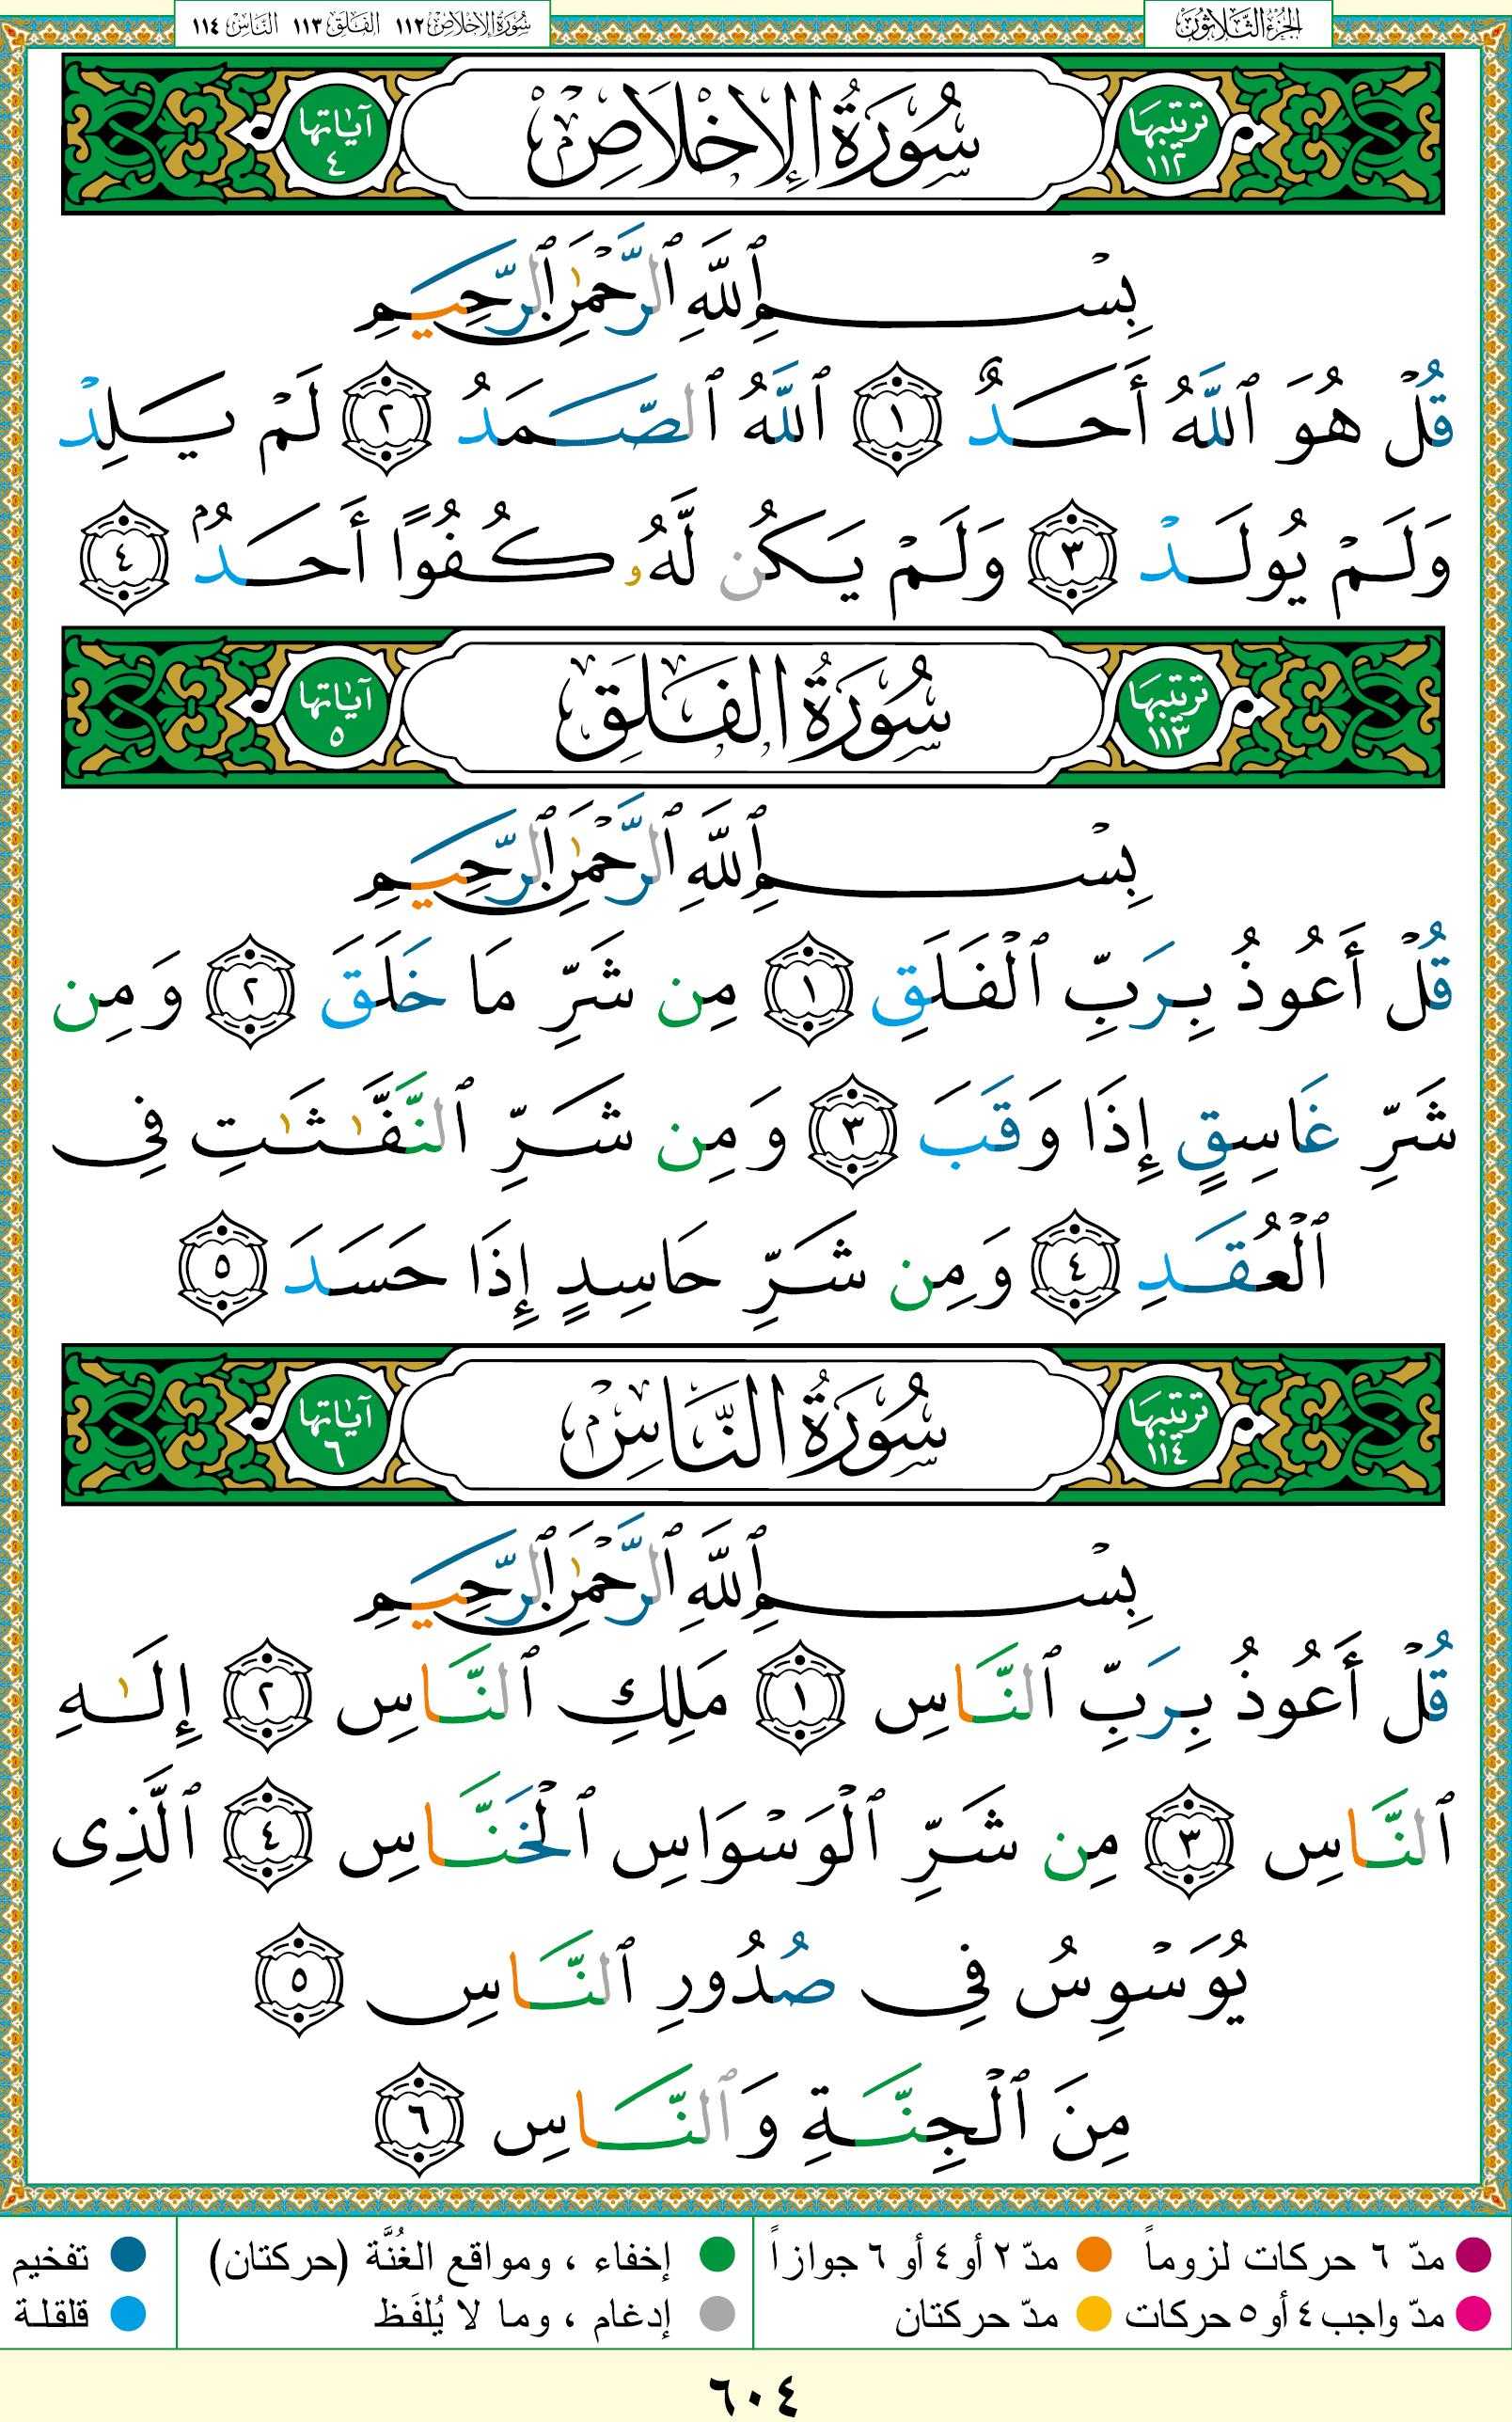 الجزء الثلاثون
سورة الإخلاص ١١٢ الفلق ١١٣ الناس ١١٤
ترتيبها ١١٢ سُورَةُ الإِخْلَاصِ آياتها ٤
بِسْمِ ٱللَّهِ ٱلرَّحْمَـٰنِ ٱلرَّحِيمِ
قُلْ هُوَ ٱللَّهُ أَحَدٌ ١ ٱللَّهُ ٱلصَّمَدُ ٢ لَمْ يَلِدْ
وَلَمْ يُولَدْ ٣ وَلَمْ يَكُن لَّهُۥ كُفُوًا أَحَدُۢ ٤
ترتيبها ١١٣ سُورَةُ الفَلَقِ آياتها ٥
بِسْمِ ٱللَّهِ ٱلرَّحْمَـٰنِ ٱلرَّحِيمِ
قُلْ أَعُوذُ بِرَبِّ ٱلْفَلَقِ ١ مِن شَرِّ مَا خَلَقَ ٢ وَمِن
شَرِّ غَاسِقٍ إِذَا وَقَبَ ٣ وَمِن شَرِّ ٱلنَّفَّـٰثَـٰتِ فِى
ٱلْعُقَدِ ٤ وَمِن شَرِّ حَاسِدٍ إِذَا حَسَدَ ٥
ترتيبها ١١٤ سُورَةُ النَّاسِ آياتها ٦
بِسْمِ ٱللَّهِ ٱلرَّحْمَـٰنِ ٱلرَّحِيمِ
قُلْ أَعُوذُ بِرَبِّ ٱلنَّاسِ ١ مَلِكِ ٱلنَّاسِ ٢ إِلَـٰهِ
ٱلنَّاسِ ٣ مِن شَرِّ ٱلْوَسْوَاسِ ٱلْخَنَّاسِ ٤ ٱلَّذِى
يُوَسْوِسُ فِى صُدُورِ ٱلنَّاسِ ٥
مِنَ ٱلْجِنَّةِ وَٱلنَّاسِ ٦
مدّ ٦ حركات لزوماً مدّ ٢ أو ٤ أو ٦ جوازاً إخفاء ، ومواقع الغُنَّة (حركتان) تفخيم
مدّ واجب ٤ أو ٥ حركات مدّ حركتان إدغام ، وما لا يُلفَظ قلقلة
٦٠٤